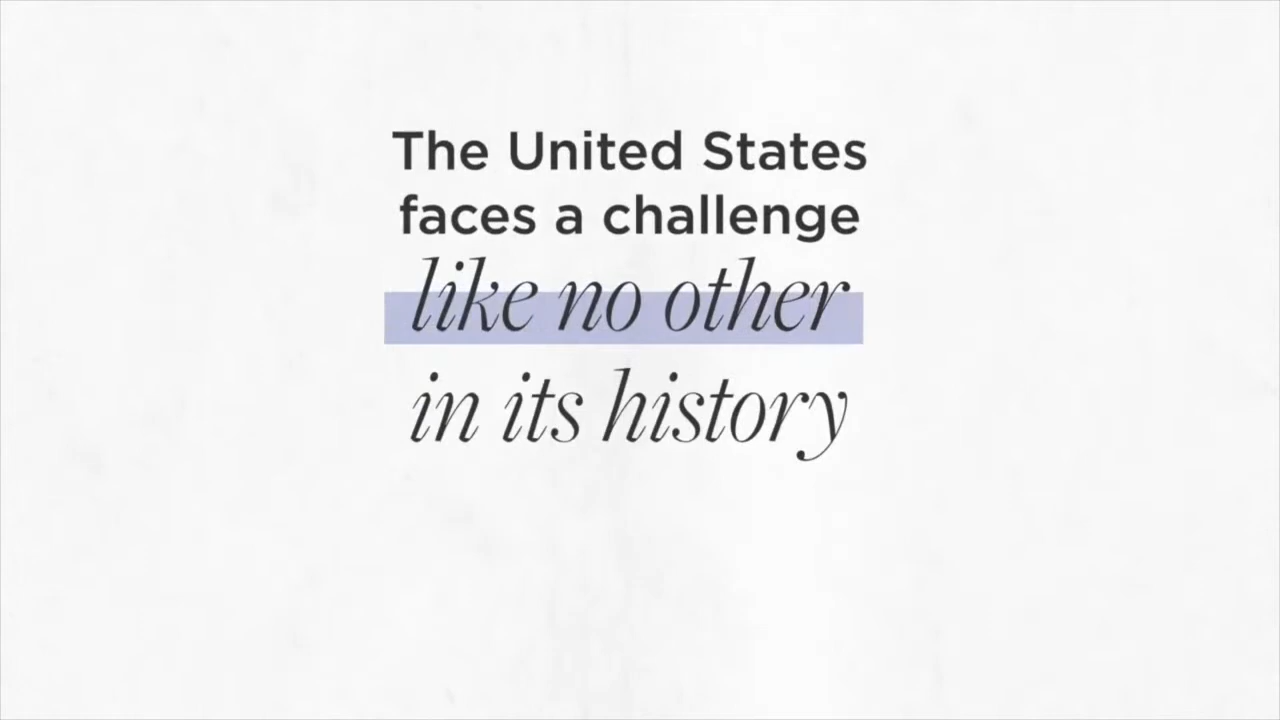 The United States
faces a challenge
like no other
in its history